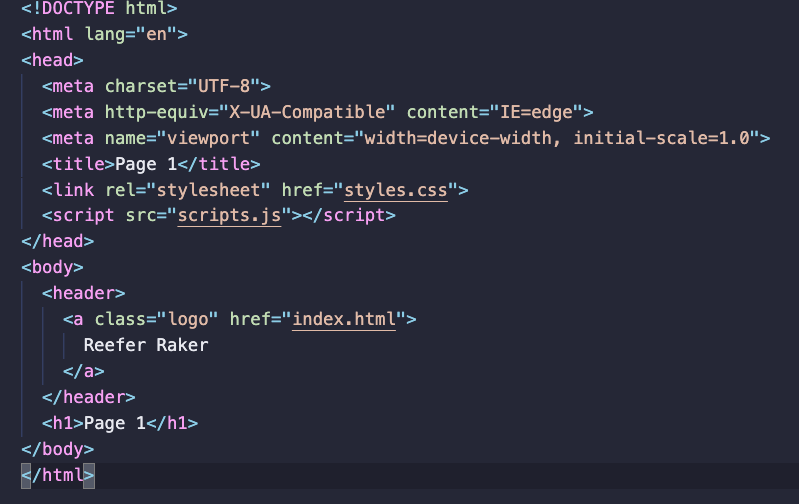 <!DOCTYPE html>
<html lang="en">
<head>
<meta charset="UTF-8">
<meta http-equiv="X-UA-Compatible" content="IE=edge">
<meta name="viewport" content="width=device-width, initial-scale=1.0">
<title>Page 1</title>
<link rel="stylesheet" href="styles.css">
<script src="scripts.js"></script>
</head>
<body>
<header>
<a class="logo" href="index.html">
Reefer Raker
</a>
</header>
<h1>Page 1</h1>
</body>
</html>